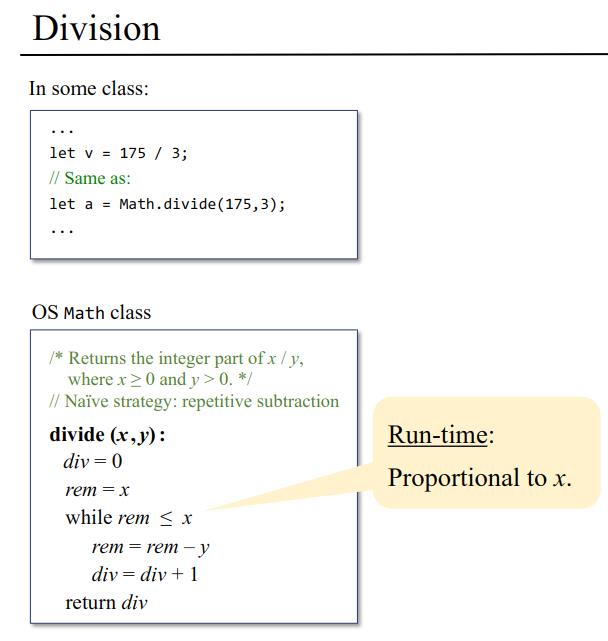 Division
In some class:
...
let v = 175 / 3;
// Same as:
let a = Math.divide(175,3);
...
OS Math class
/* Returns the integer part of x / y,
where x ≥ 0 and y > 0. */
// Naïve strategy: repetitive subtraction
divide (x,y):
div = 0
rem = x
while rem ≤ x
rem = rem – y
div = div + 1
return div
Run-time:
Proportional to x.